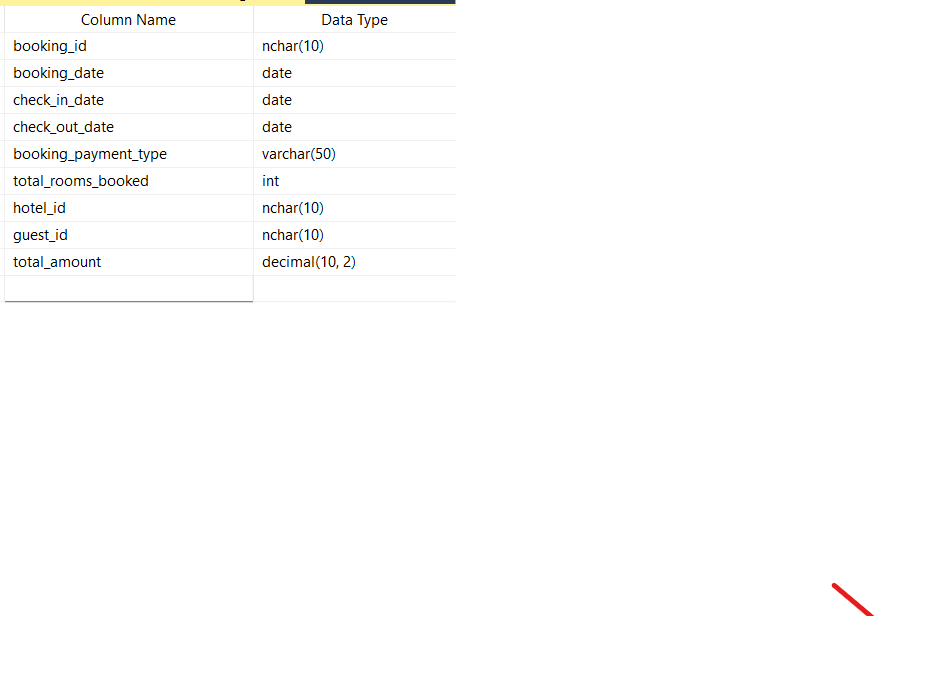 Column Name Data Type
booking_id nchar(10)
booking_date date
check_in_date date
check_out_date date
booking_payment_type varchar(50)
total_rooms_booked int
hotel_id nchar(10)
guest_id nchar(10)
total_amount decimal(10, 2)